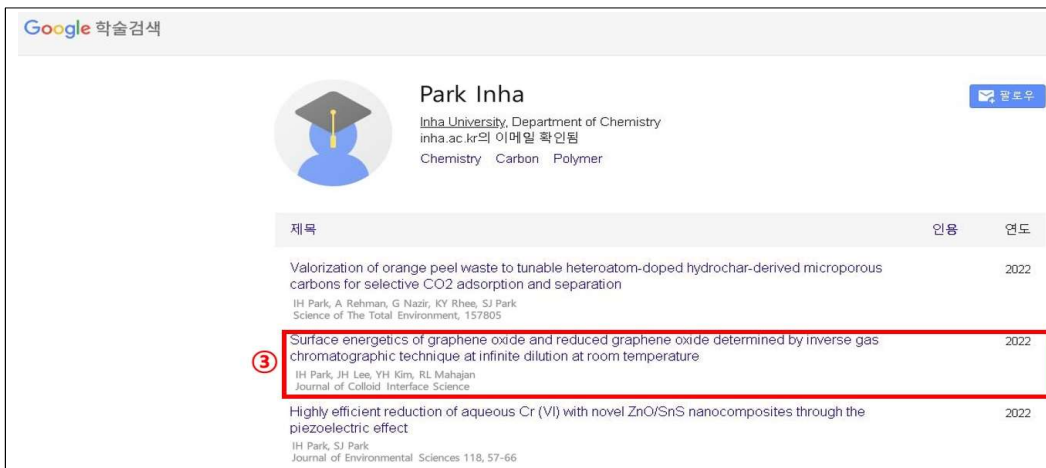 Google 학술검색
Park Inha
팔로우
Inha University, Department of Chemistry
inha.ac.kr의 이메일 확인됨
Chemistry Carbon Polymer
제목 인용 연도
Valorization of orange peel waste to tunable heteroatom-doped hydrochar-derived microporous 2022
carbons for selective CO2 adsorption and separation
IH Park, A Rehman, G Nazir, KY Rhee, SJ Park
Science of The Total Environment, 157805
③
Surface energetics of graphene oxide and reduced graphene oxide determined by inverse gas 2022
chromatographic technique at infinite dilution at room temperature
IH Park, JH Lee, YH Kim, RL Mahajan
Journal of Colloid Interface Science
Highly efficient reduction of aqueous Cr (VI) with novel ZnO/SnS nanocomposites through the 2022
piezoelectric effect
IH Park, SJ Park
Journal of Environmental Sciences 118, 57-66